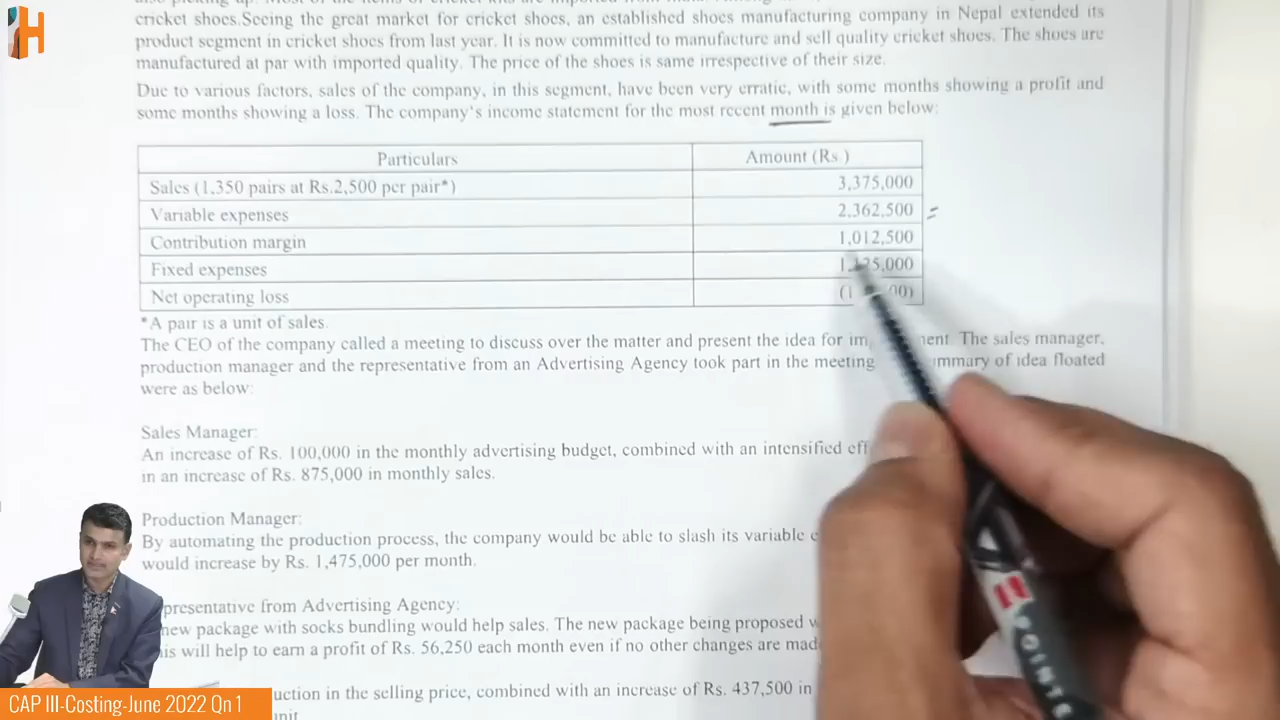 cricket shoes.Seeing the great market for cricket shoes, an established shoes manufacturing company in Nepal extended its
product segment in cricket shoes from last year. It is now committed to manufacture and sell quality cricket shoes. The shoes are
manufactured at par with imported quality. The price of the shoes is same irrespective of their size.
Due to various factors, sales of the company, in this segment, have been very erratic, with some months showing a profit and
some months showing a loss. The company's income statement for the most recent month is given below:
Particulars Amount (Rs.)
Sales (1,350 pairs at Rs.2,500 per pair*) 3,375,000
Variable expenses 2,362,500
Contribution margin 1,012,500
Fixed expenses
Net operating loss
*A pair is a unit of sales.
The CEO of the company called a meeting to discuss over the matter and present the idea for The sales manager,
production manager and the representative from an Advertising Agency took part in the meeting of idea floated
were as below:
Sales Manager:
An increase of Rs. 100,000 in the monthly advertising budget, combined with an intensified
in an increase of Rs. 875,000 in monthly sales.
Production Manager:
By automating the production process, the company would be able to slash its variable
would increase by Rs. 1,475,000 per month.
from Advertising Agency:
new package with socks bundling would help sales. The new package being proposed
will help to earn a profit of Rs. 56,250 each month even if no other changes are
in the selling price, combined with an increase of Rs. 437,500 in
H
POINTE
CAP III-Costing-June 2022 Qn 1